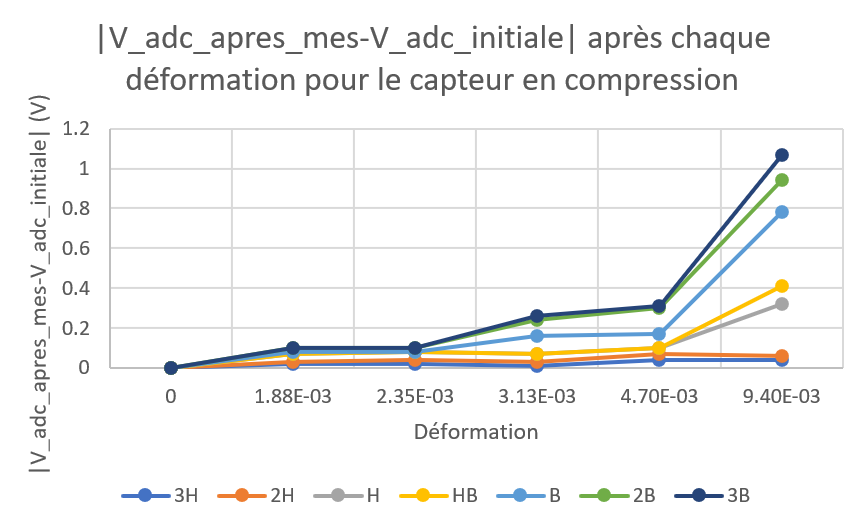 |V_adc_apres_mes-V_adc_initiale| après chaque
déformation pour le capteur en compression
|V_adc_apres_mes-V_adc_initiale| (V)
1.2
1
0.8
0.6
0.4
0.2
0
0 1.88E-03 2.35E-03 3.13E-03 4.70E-03 9.40E-03
Déformation
3H 2H H HB B 2B 3B